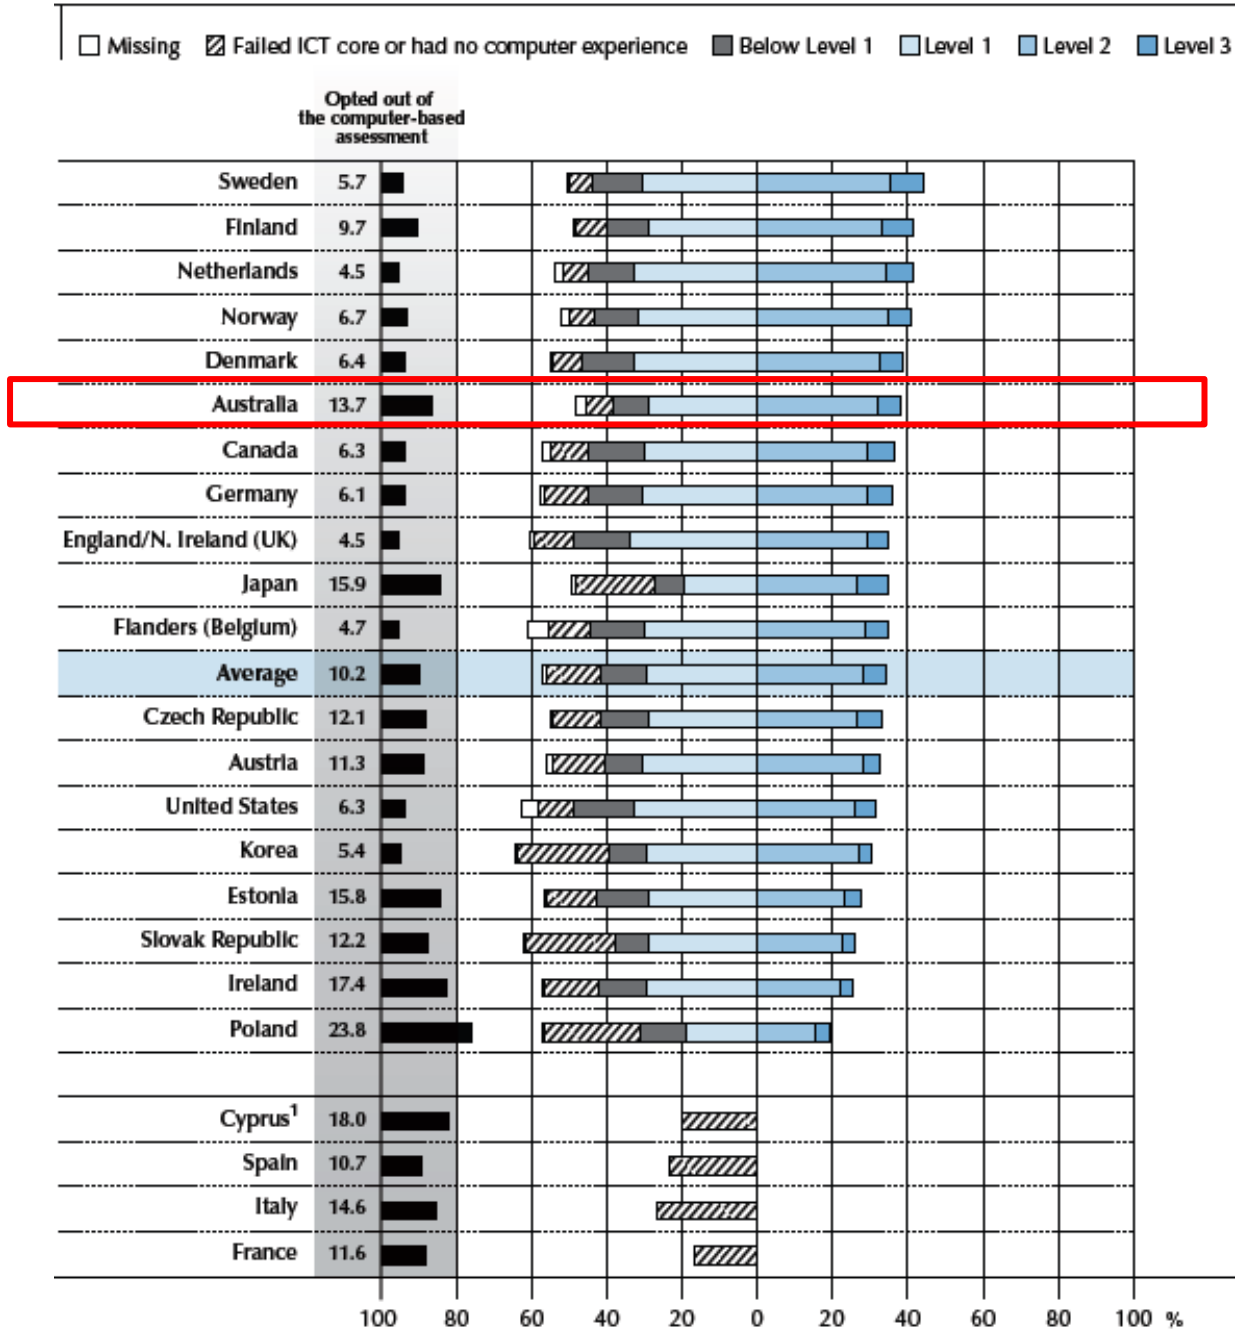 Missing Failed ICT core or had no computer experience Below Level 1 Level 1 Level 2 Level 3
Opted out of
the computer-based
assessment
Sweden 5.7
Finland 9.7
Netherlands 4.5
Norway 6.7
Denmark 6.4
Australia 13.7
Canada 6.3
Germany 6.1
England/N. Ireland (UK) 4.5
Japan 15.9
Flanders (Belgium) 4.7
Average 10.2
Czech Republic 12.1
Austria 11.3
United States 6.3
Korea 5.4
Estonia 15.8
Slovak Republic 12.2
Ireland 17.4
Poland 23.8
Cyprus¹ 18.0
Spain 10.7
Italy 14.6
France 11.6
100 80 60 40 20 0 20 40 60 80 100 %